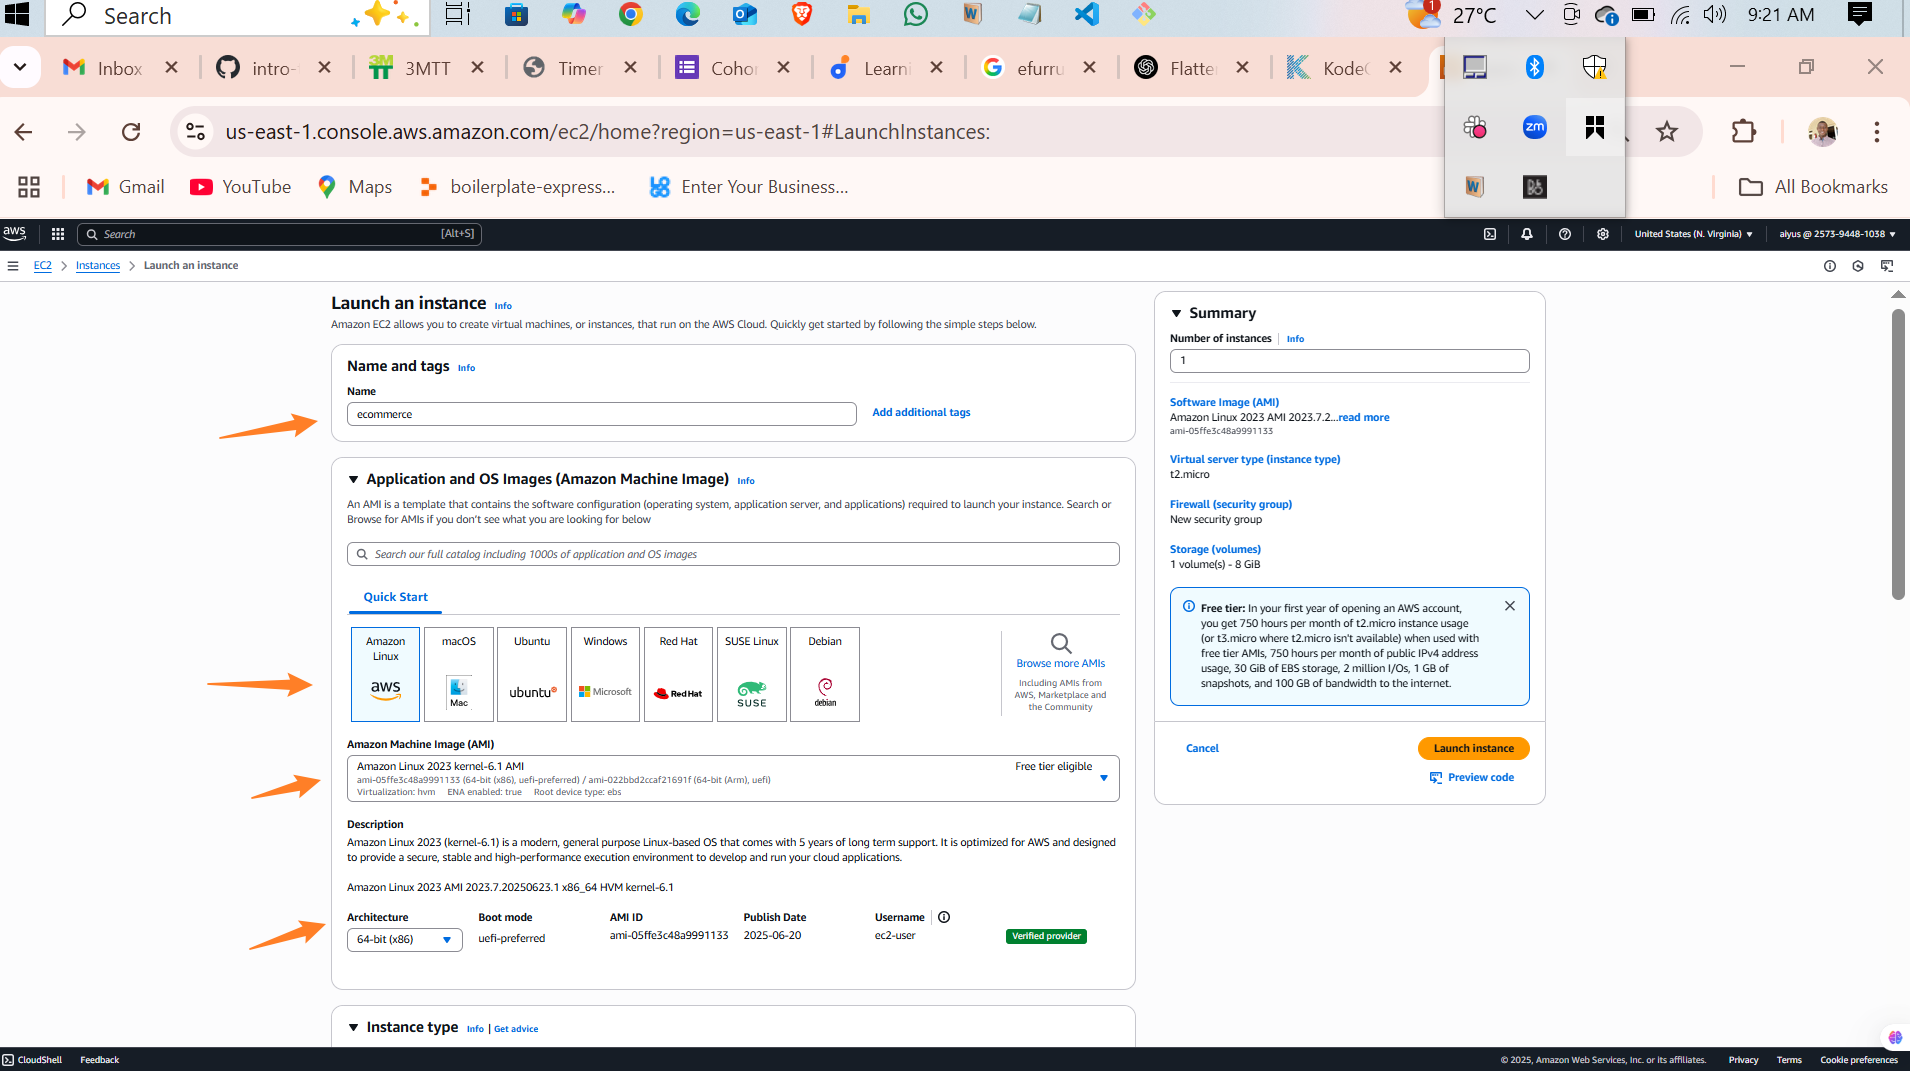 Search
1
27°C
9:21 AM
Inbox
intro-
3MTT
Timer
Cohor
Learni
efurru
Flatte
KodeC
us-east-1.console.aws.amazon.com/ec2/home?region=us-east-1#LaunchInstances:
zm
Gmail
YouTube
Maps
boilerplate-express...
Enter Your Business...
All Bookmarks
aws
Search
[Alt+S]
United States (N. Virginia)
aiyus @ 2573-9448-1038
EC2
Instances
Launch an instance
Launch an instance Info
Amazon EC2 allows you to create virtual machines, or instances, that run on the AWS Cloud. Quickly get started by following the simple steps below.
Name and tags Info
Name
ecommerce
Add additional tags
Application and OS Images (Amazon Machine Image) Info
An AMI is a template that contains the software configuration (operating system, application server, and applications) required to launch your instance. Search or
Browse for AMIs if you don't see what you are looking for below
Search our full catalog including 1000s of application and OS images
Quick Start
Amazon
Linux
aws
macOS
Mac
Ubuntu
ubuntu
Windows
Microsoft
Red Hat
Red Hat
SUSE Linux
SUSE
Debian
debian
Browse more AMIs
Including AMIs from
AWS, Marketplace and
the Community
Amazon Machine Image (AMI)
Amazon Linux 2023 kernel-6.1 AMI
Free tier eligible
ami-05ffe3c48a9991133 (64-bit (x86), uefi-preferred) / ami-022bbd2ccaf21691f (64-bit (Arm), uefi)
Virtualization: hvm ENA enabled: true Root device type: ebs
Description
Amazon Linux 2023 (kernel-6.1) is a modern, general purpose Linux-based OS that comes with 5 years of long term support. It is optimized for AWS and designed
to provide a secure, stable and high-performance execution environment to develop and run your cloud applications.
Amazon Linux 2023 AMI 2023.7.20250623.1 x86_64 HVM kernel-6.1
Architecture
64-bit (x86)
Boot mode
uefi-preferred
AMI ID
ami-05ffe3c48a9991133
Publish Date
2025-06-20
Username
ec2-user
Verified provider
Instance type Info | Get advice
Summary
Number of instances Info
1
Software Image (AMI)
Amazon Linux 2023 AMI 2023.7.2...read more
ami-05ffe3c48a9991133
Virtual server type (instance type)
t2.micro
Firewall (security group)
New security group
Storage (volumes)
1 volume(s) - 8 GiB
Free tier: In your first year of opening an AWS account,
you get 750 hours per month of t2.micro instance usage
(or t3.micro where t2.micro isn't available) when used with
free tier AMIs, 750 hours per month of public IPv4 address
usage, 30 GiB of EBS storage, 2 million I/Os, 1 GB of
snapshots, and 100 GB of bandwidth to the internet.
Cancel
Launch instance
Preview code
CloudShell
Feedback
© 2025, Amazon Web Services, Inc. or its affiliates.
Privacy
Terms
Cookie preferences